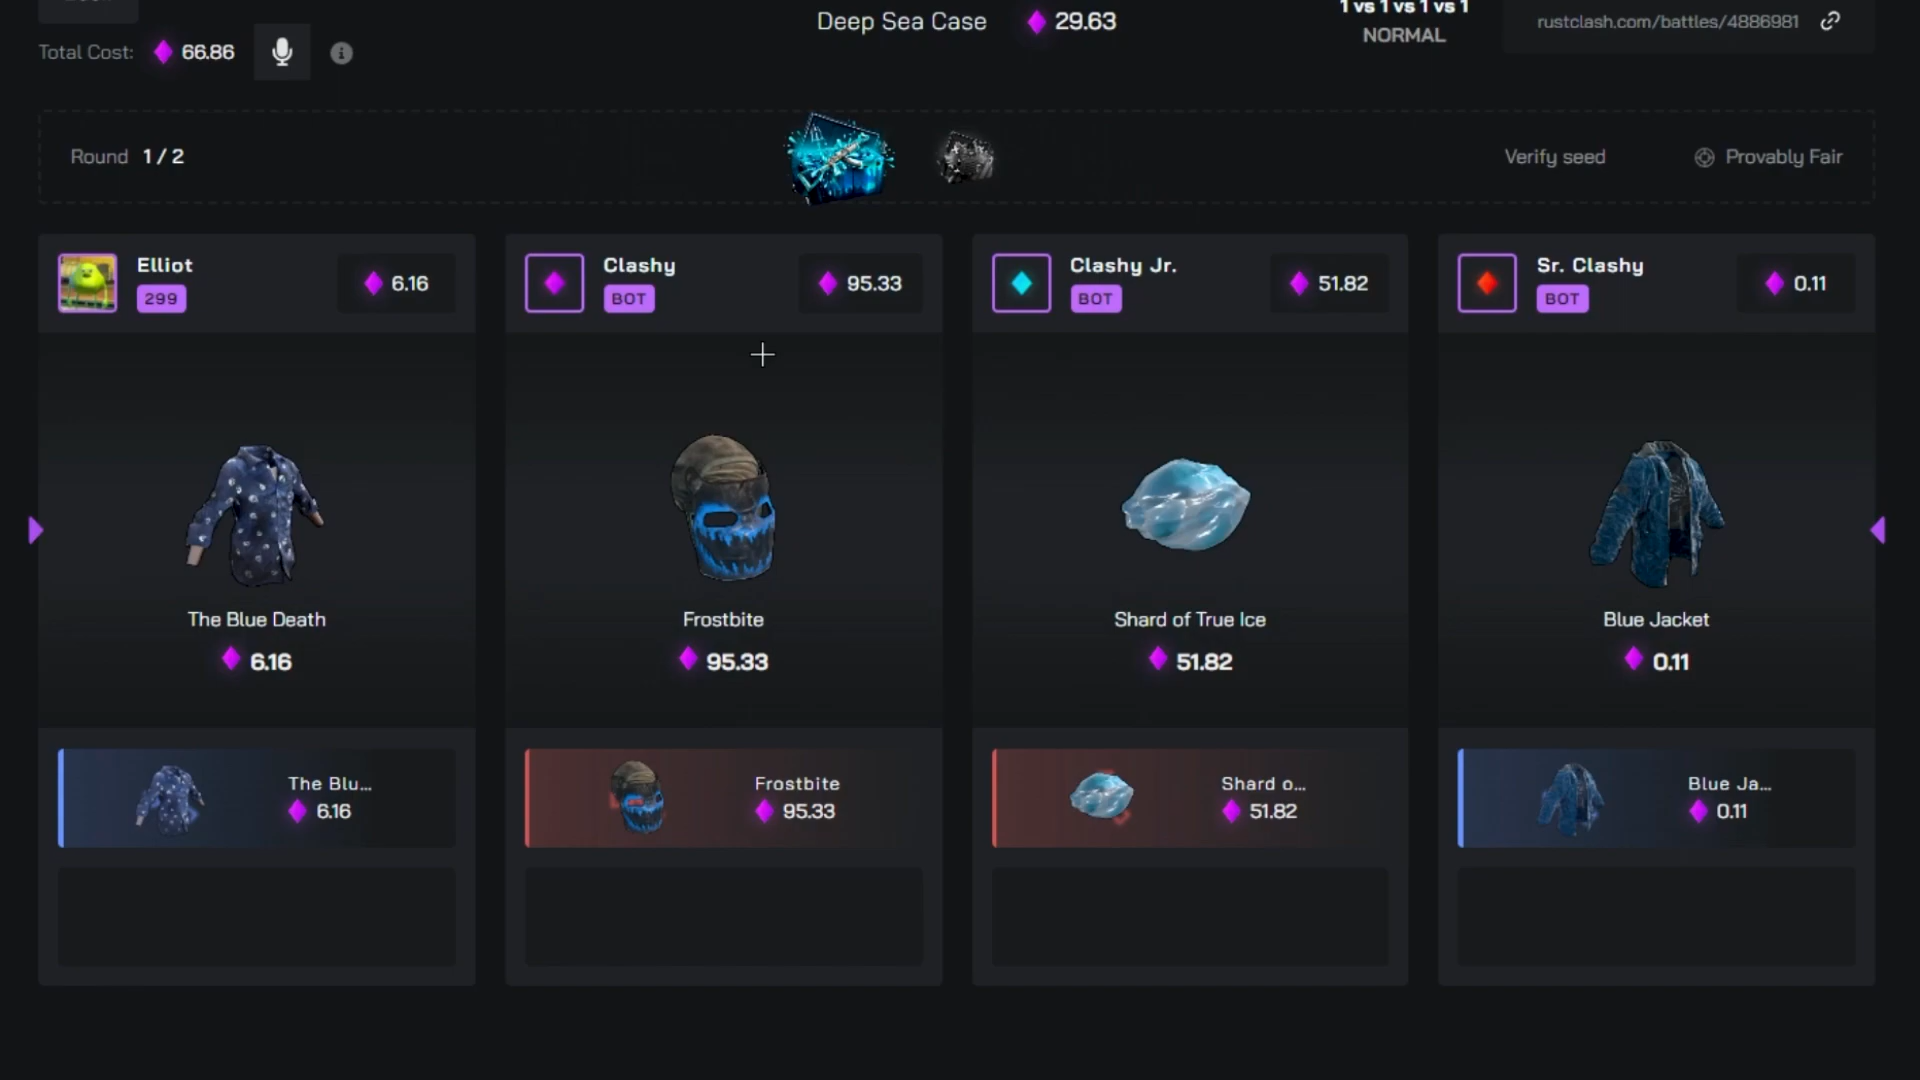 Deep Sea Case 29.63
1 vs 1 vs 1 vs 1
NORMAL
rustclash.com/battles/4886981
Total Cost: 66.86
Round 1 / 2
Verify seed
Provably Fair
Elliot
299
6.16
Clashy
BOT
95.33
Clashy Jr.
BOT
51.82
Sr. Clashy
BOT
0.11
The Blue Death
6.16
Frostbite
95.33
Shard of True Ice
51.82
Blue Jacket
0.11
The Blu...
6.16
Frostbite
95.33
Shard o...
51.82
Blue Ja...
0.11